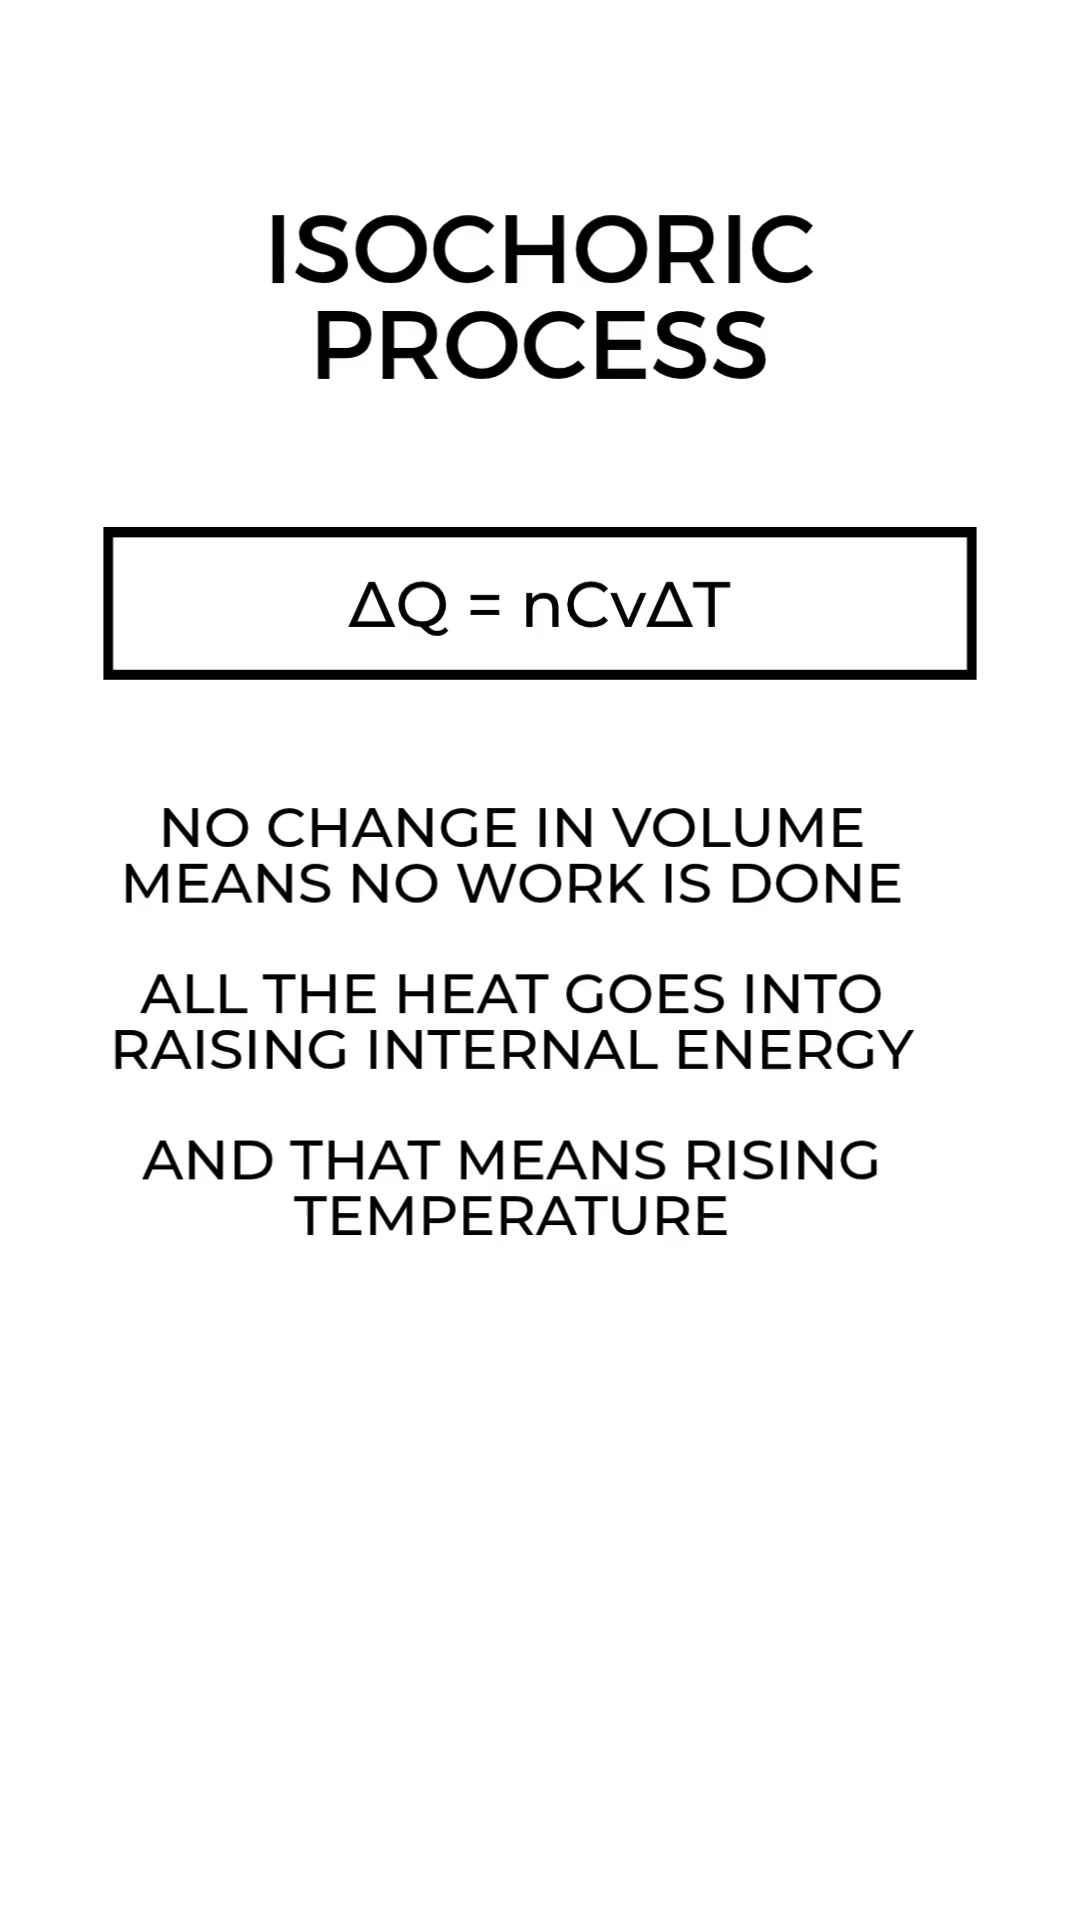 ISOCHORIC
PROCESS
ΔQ = nCvΔT
NO CHANGE IN VOLUME
MEANS NO WORK IS DONE
ALL THE HEAT GOES INTO
RAISING INTERNAL ENERGY
AND THAT MEANS RISING
TEMPERATURE